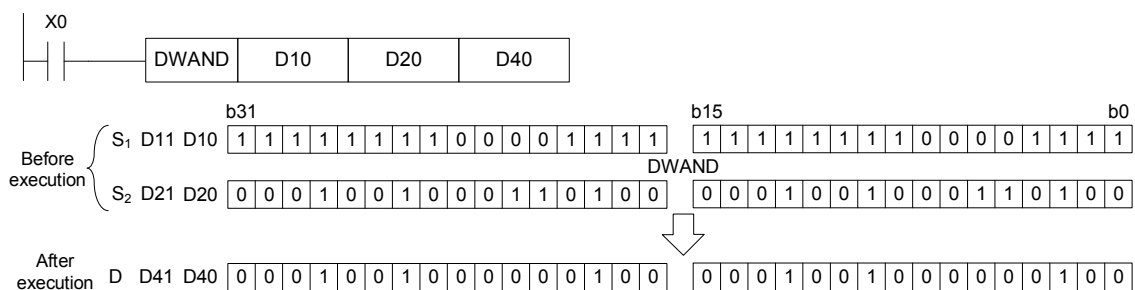 X0
DWAND D10 D20 D40
b31 b15 b0
S1 D11 D10 1 1 1 1 1 1 1 1 0 0 0 0 1 1 1 1 1 1 1 1 1 1 1 1 0 0 0 0 1 1 1 1
Before execution
DWAND
S2 D21 D20 0 0 0 1 0 0 1 0 0 0 1 1 0 1 0 0 0 0 0 1 0 0 1 0 0 0 1 1 0 1 0 0
After execution
D D41 D40 0 0 0 1 0 0 1 0 0 0 0 0 0 1 0 0 0 0 0 1 0 0 1 0 0 0 0 0 0 1 0 0